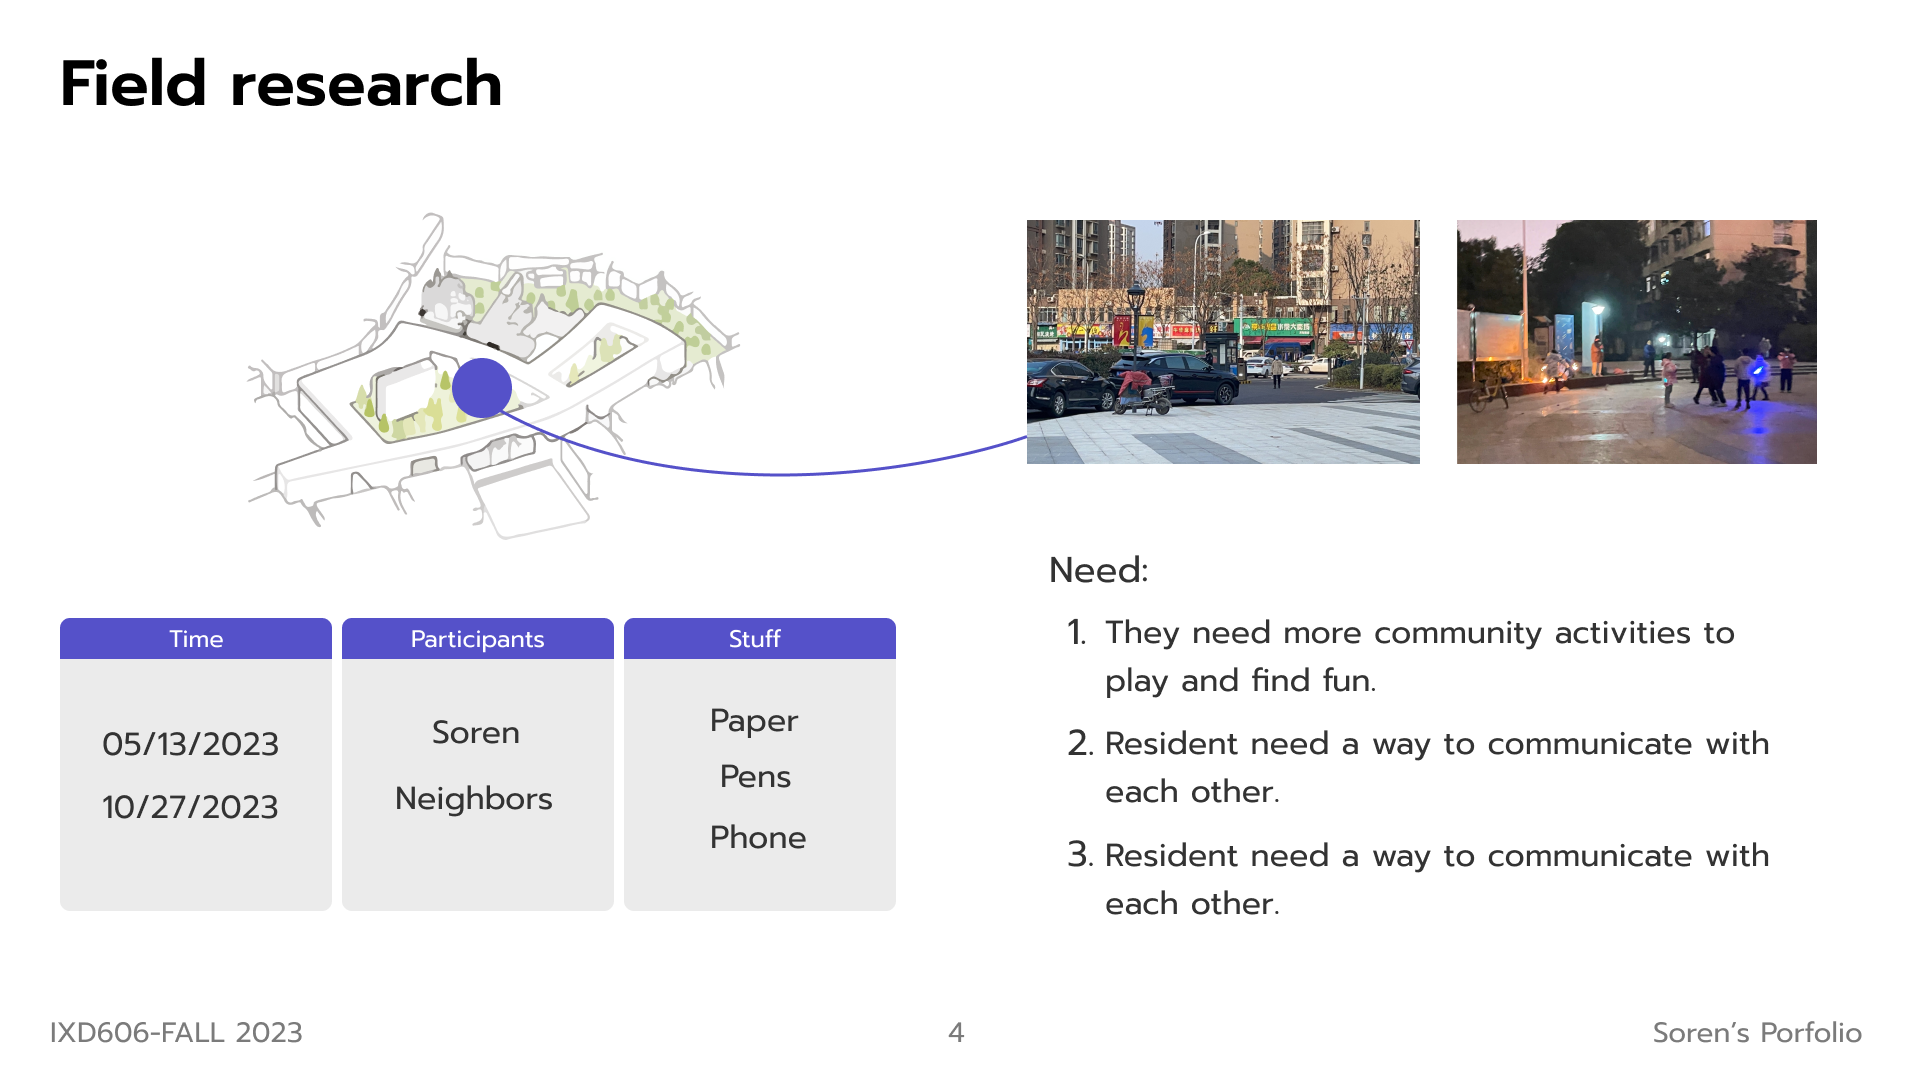 Field research
Time
05/13/2023
10/27/2023
Participants
Soren
Neighbors
Stuff
Paper
Pens
Phone
Need:
1. They need more community activities to
play and find fun.
2. Resident need a way to communicate with
each other.
3. Resident need a way to communicate with
each other.
IXD606-FALL 2023
4
Soren’s Porfolio